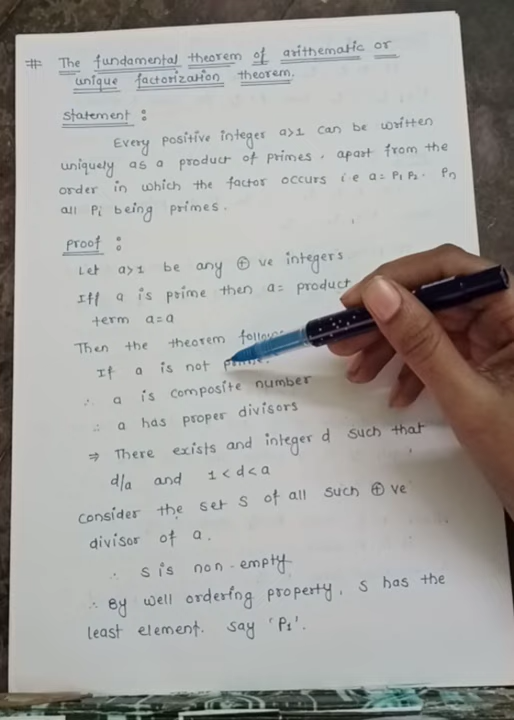 # The fundamental theorem of arithematic or
unique factorization theorem.
Statement :
Every positive integer a>1 can be written
uniquely as a product of primes, apart from the
order in which the factor occurs i e a= P₁ P₂. Pn
all Pi being primes.
Proof :
Let a>1 be any ⊕ ve integers
Iff a is prime then a= product
term a=a
Then the theorem
If a is not
∴ a is composite number
∴ a has proper divisors
⇒ There exists and integer d such that
d/a and 1<d<a
Consider the set S of all such ⊕ ve
divisor of a.
∴ S is non-empty
∴ By well ordering property, S has the
least element. Say 'P₁'.